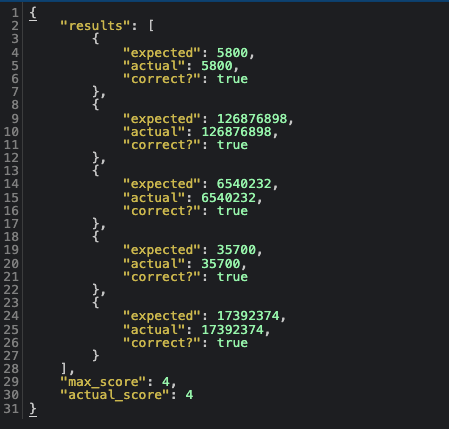 1 {
2     "results": [
3         {
4             "expected": 5800,
5             "actual": 5800,
6             "correct?": true
7         },
8         {
9             "expected": 126876898,
10             "actual": 126876898,
11             "correct?": true
12         },
13         {
14             "expected": 6540232,
15             "actual": 6540232,
16             "correct?": true
17         },
18         {
19             "expected": 35700,
20             "actual": 35700,
21             "correct?": true
22         },
23         {
24             "expected": 17392374,
25             "actual": 17392374,
26             "correct?": true
27         }
28     ],
29     "max_score": 4,
30     "actual_score": 4
31 }